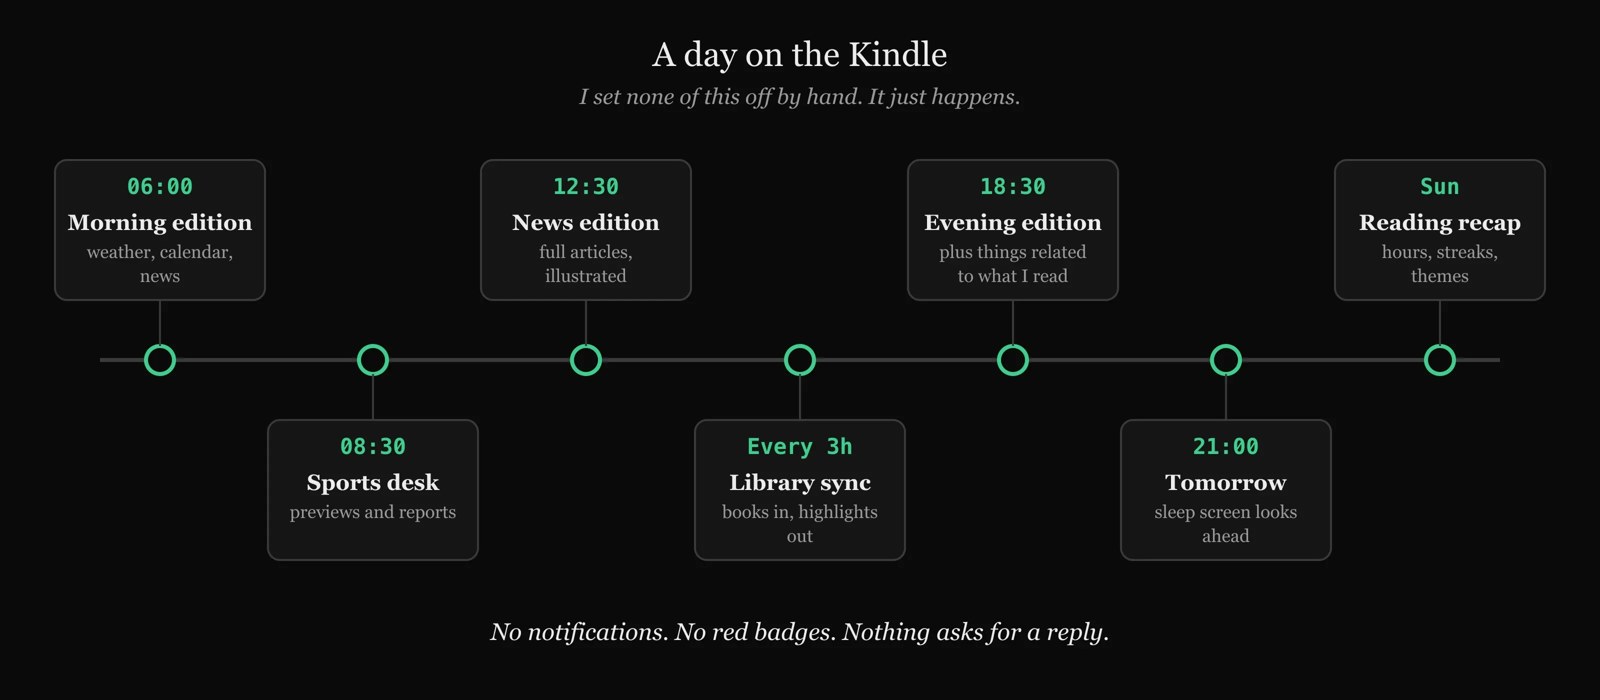 A day on the Kindle
I set none of this off by hand. It just happens.
06:00
Morning edition
weather, calendar,
news
08:30
Sports desk
previews and reports
12:30
News edition
full articles,
illustrated
Every 3h
Library sync
books in, highlights
out
18:30
Evening edition
plus things related
to what I read
21:00
Tomorrow
sleep screen looks
ahead
Sun
Reading recap
hours, streaks,
themes
No notifications. No red badges. Nothing asks for a reply.